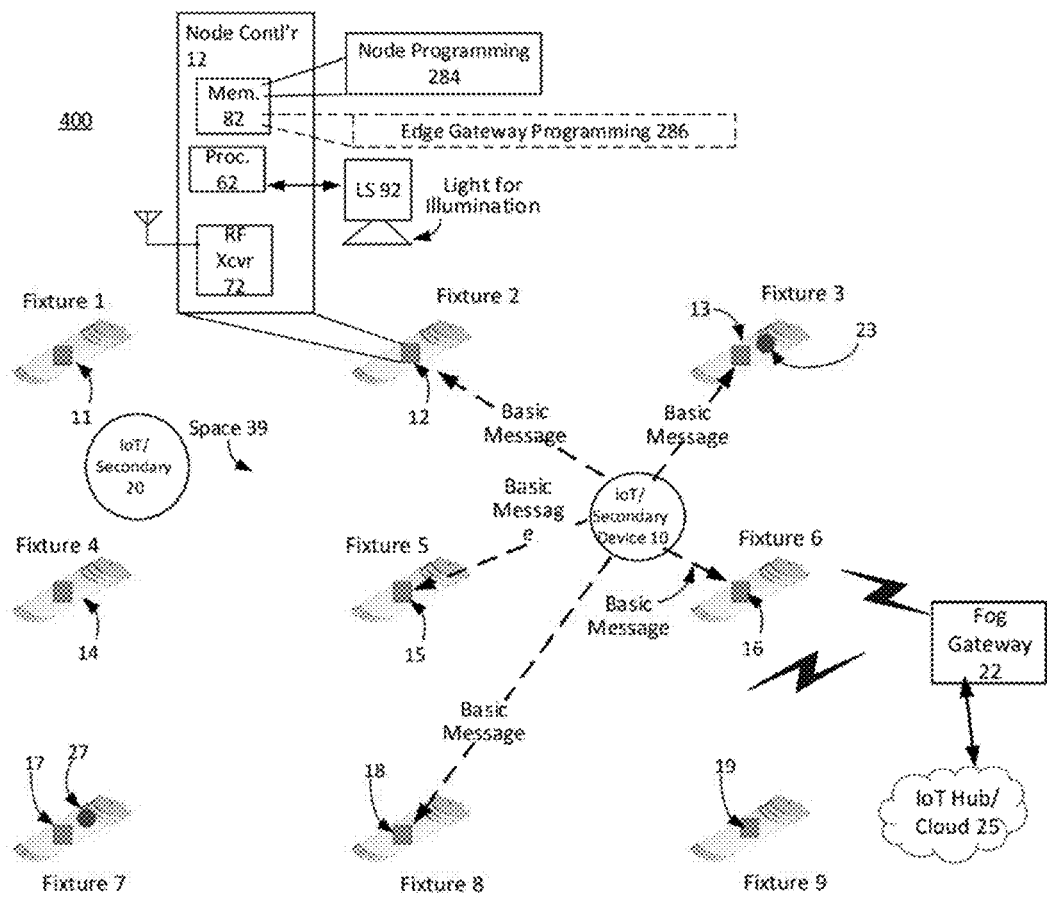 Node Contl'r
12
Mem.
82
Proc.
62
RF
Xcvr
72
Node Programming
284
Edge Gateway Programming 286
400
LS 92
Light for
Illumination
Fixture 1
Fixture 2
Fixture 3
13
23
11
12
Basic
Message
Basic
Message
Space 39
IoT/
Secondary
20
Basic
Messag
e
IoT/
Secondary
Device 10
Fixture 4
Fixture 5
Fixture 6
14
15
Basic
Message
16
Fog
Gateway
22
Basic
Message
17
27
18
19
IoT Hub/
Cloud 25
Fixture 7
Fixture 8
Fixture 9